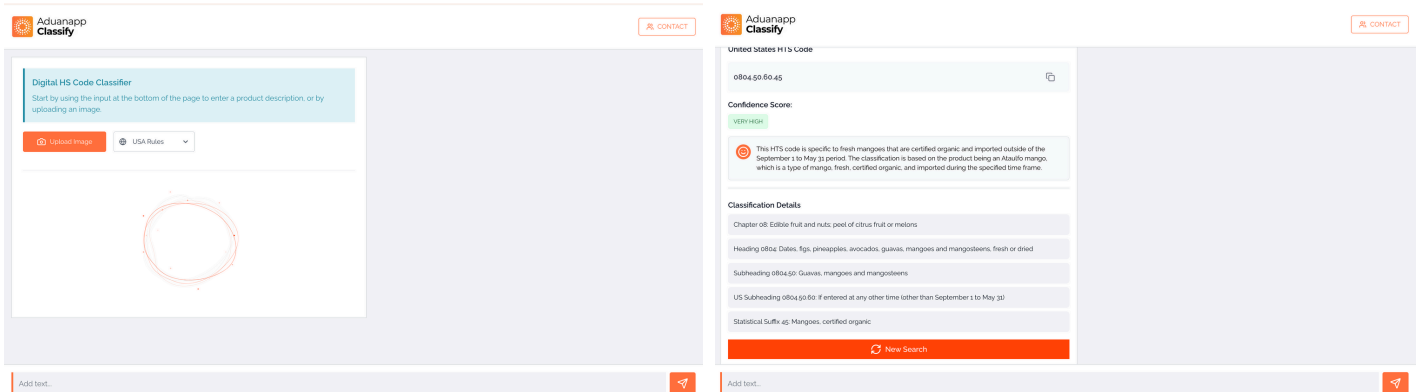 Aduanapp
Classify
CONTACT
Digital HS Code Classifier
Start by using the input at the bottom of the page to enter a product description, or by
uploading an image.
Upload Image
USA Rules
Add text...
Aduanapp
Classify
CONTACT
United States HTS Code
0804.50.60.45
Confidence Score:
VERY HIGH
This HTS code is specific to fresh mangoes that are certified organic and imported outside of the
September 1 to May 31 period. The classification is based on the product being an Ataulfo mango,
which is a type of mango, fresh, certified organic, and imported during the specified time frame.
Classification Details
Chapter 08: Edible fruit and nuts; peel of citrus fruit or melons
Heading 0804: Dates, figs, pineapples, avocados, guavas, mangoes and mangosteens, fresh or dried
Subheading 0804.50: Guavas, mangoes and mangosteens
US Subheading 0804.50.60: If entered at any other time (other than September 1 to May 31)
Statistical Suffix 45: Mangoes, certified organic
New Search
Add text...